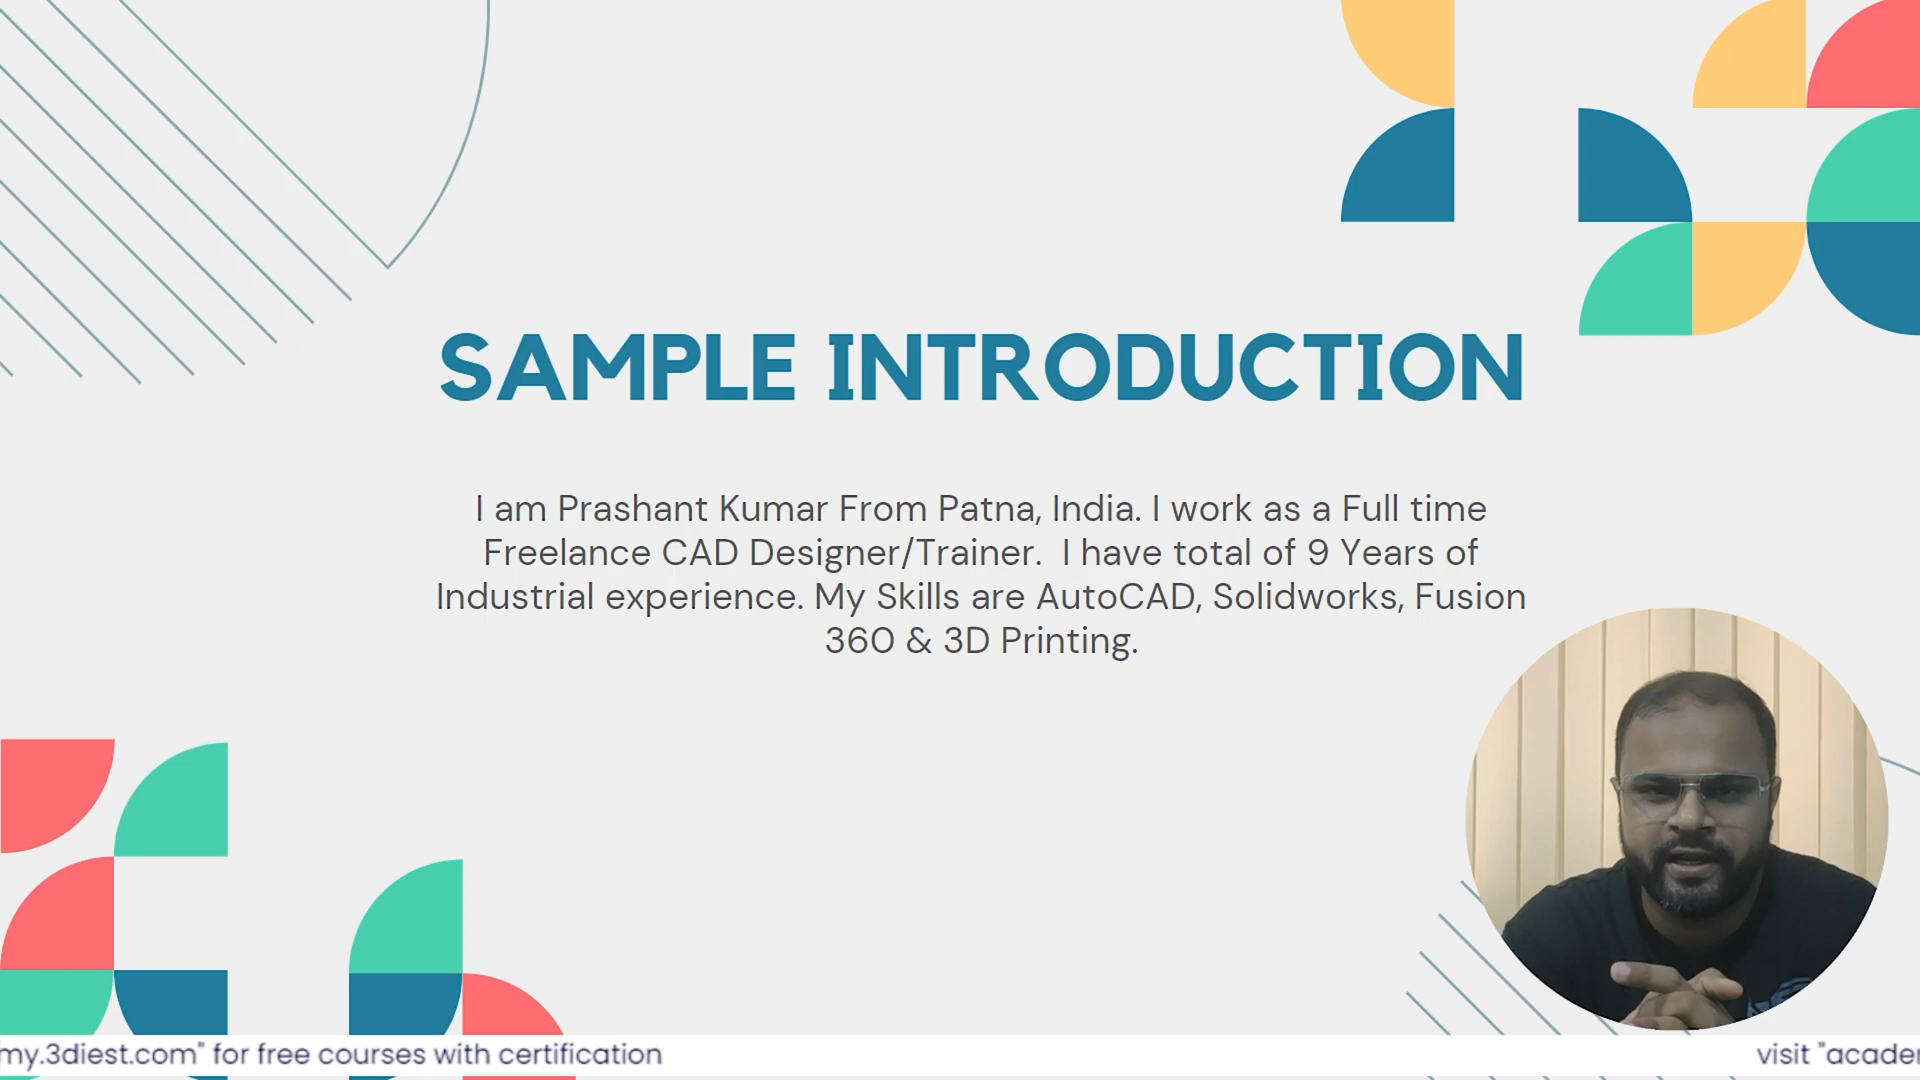 SAMPLE INTRODUCTION
I am Prashant Kumar From Patna, India. I work as a Full time
Freelance CAD Designer/Trainer.  I have total of 9 Years of
Industrial experience. My Skills are AutoCAD, Solidworks, Fusion
360 & 3D Printing.
my.3diest.com" for free courses with certification
visit "acade